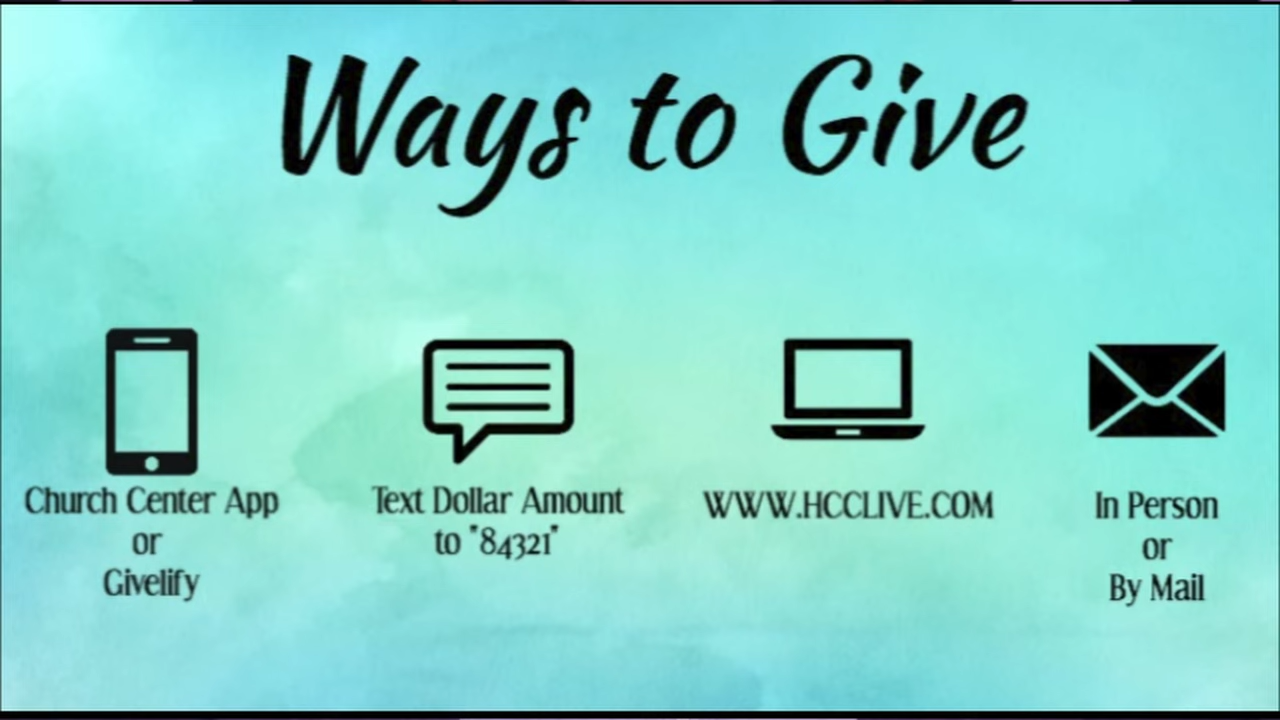 Ways to Give
Church Center App
or
Givelify
Text Dollar Amount
to "84321"
WWW.HCCLIVE.COM
In Person
or
By Mail